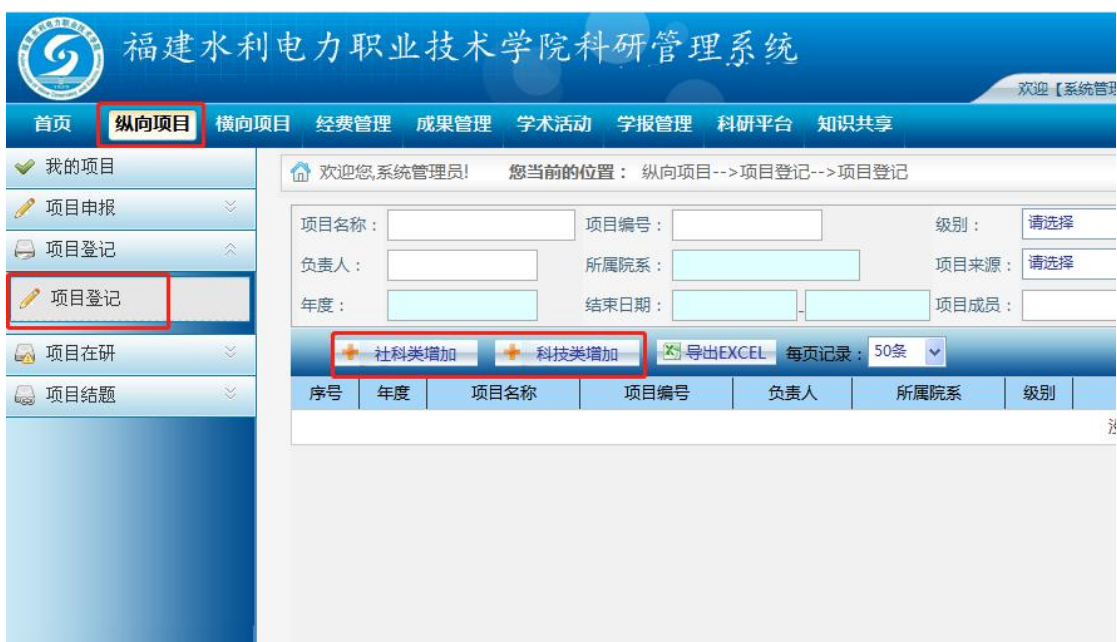 福建水利电力职业技术学院科研管理系统
欢迎【系统管理
首页 纵向项目 横向项目 经费管理 成果管理 学术活动 学报管理 科研平台 知识共享
我的项目
项目申报
项目登记
项目登记
项目在研
项目结题
欢迎您,系统管理员! 您当前的位置： 纵向项目-->项目登记-->项目登记
项目名称： 项目编号： 级别： 请选择
负责人： 所属院系： 项目来源： 请选择
年度： 结束日期： - 项目成员：
社科类增加 科技类增加 导出EXCEL 每页记录： 50条
序号 年度 项目名称 项目编号 负责人 所属院系 级别